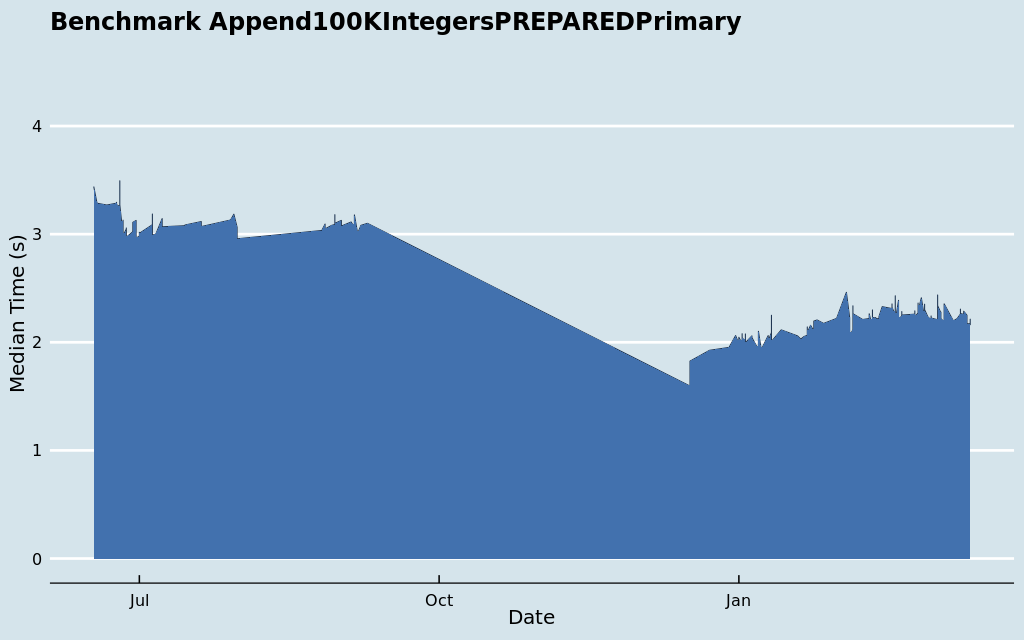 Benchmark Append100KIntegersPREPAREDPrimary
4
3
2
1
0
Median Time (s)
Jul
Oct
Jan
Date